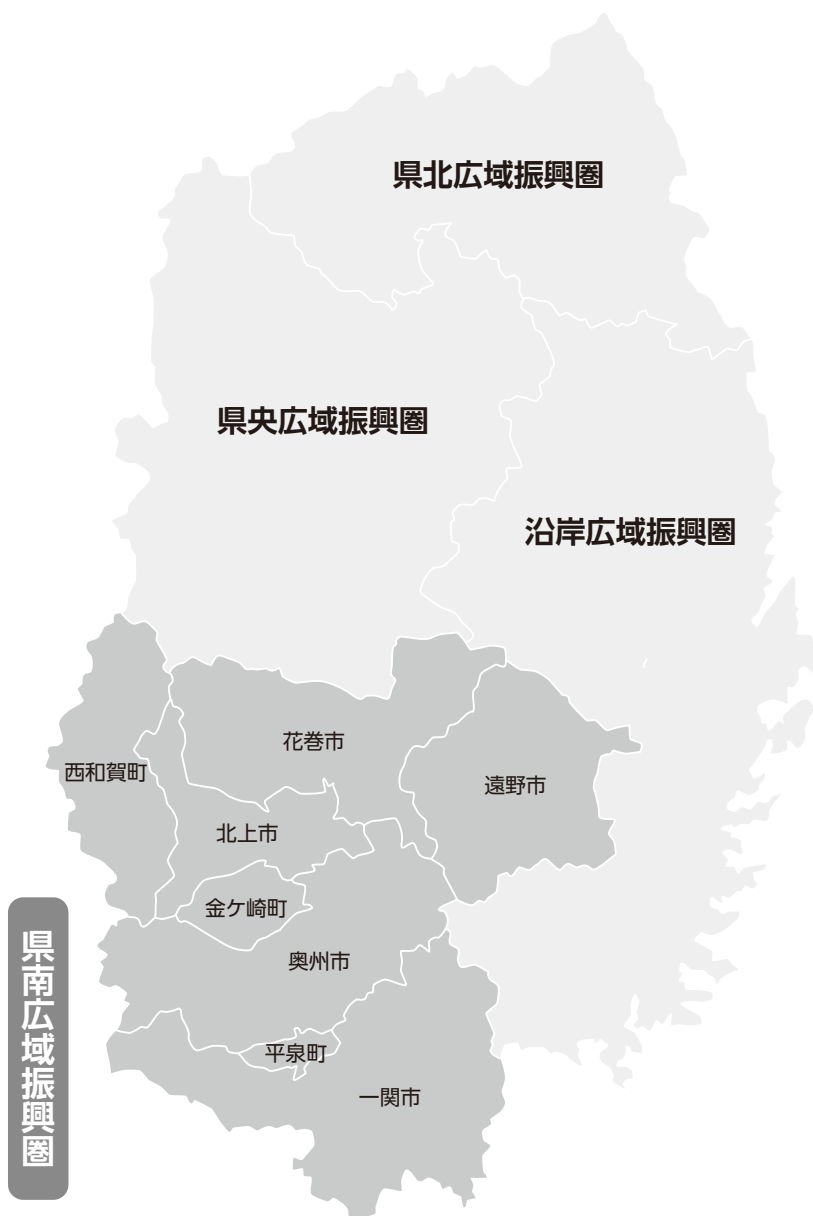 県北広域振興圏
県央広域振興圏
沿岸広域振興圏
花巻市
西和賀町
遠野市
北上市
金ケ崎町
奥州市
県南広域振興圏
平泉町
一関市